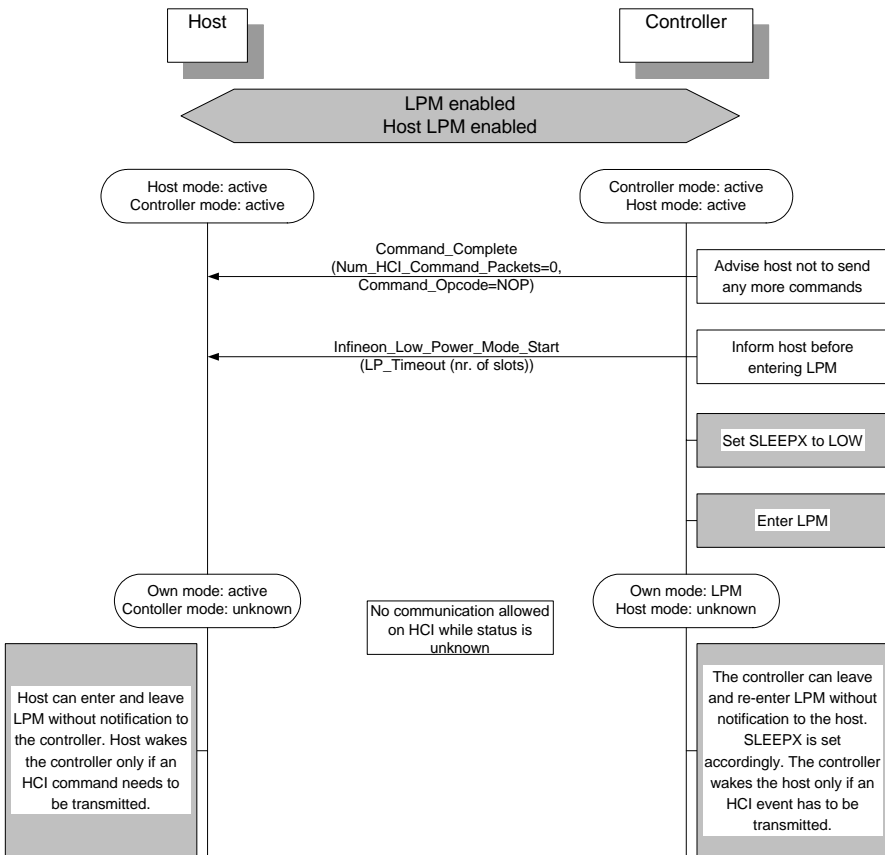 Host
Controller
LPM enabled
Host LPM enabled
Host mode: active
Controller mode: active
Controller mode: active
Host mode: active
Command_Complete
(Num_HCI_Command_Packets=0,
Command_Opcode=NOP)
Advise host not to send
any more commands
Infineon_Low_Power_Mode_Start
(LP_Timeout (nr. of slots))
Inform host before
entering LPM
Set SLEEPX to LOW
Enter LPM
Own mode: active
Contoller mode: unknown
No communication allowed
on HCI while status is
unknown
Own mode: LPM
Host mode: unknown
Host can enter and leave
LPM without notification to
the controller. Host wakes
the controller only if an
HCI command needs to
be transmitted.
The controller can leave
and re-enter LPM without
notification to the host.
SLEEPX is set
accordingly. The controller
wakes the host only if an
HCI event has to be
transmitted.